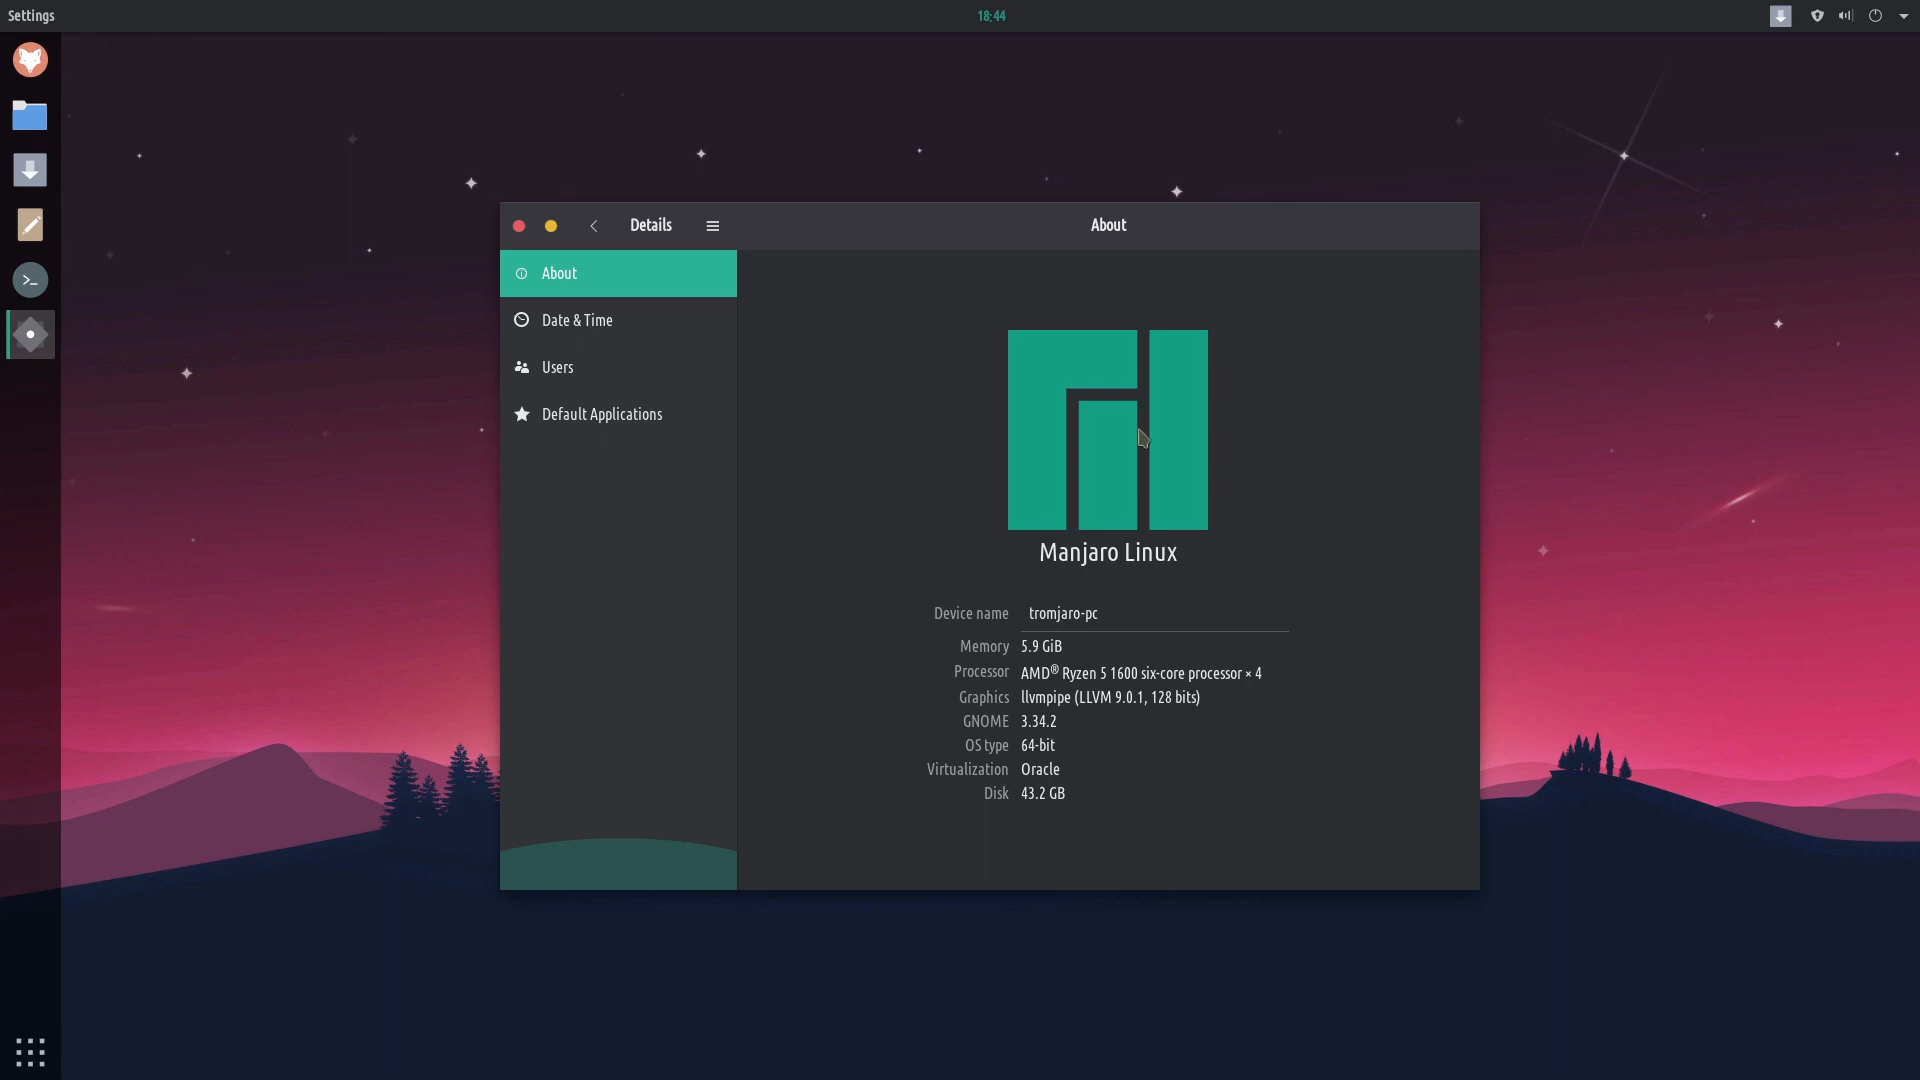 Settings
18:44
Details
About
About
Date & Time
Users
Default Applications
Manjaro Linux
Device name tromjaro-pc
Memory 5.9 GiB
Processor AMD® Ryzen 5 1600 six-core processor × 4
Graphics llvmpipe (LLVM 9.0.1, 128 bits)
GNOME 3.34.2
OS type 64-bit
Virtualization Oracle
Disk 43.2 GB